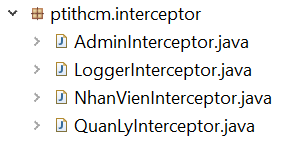 ptithcm.interceptor
AdminInterceptor.java
LoggerInterceptor.java
NhanVienInterceptor.java
QuanLyInterceptor.java